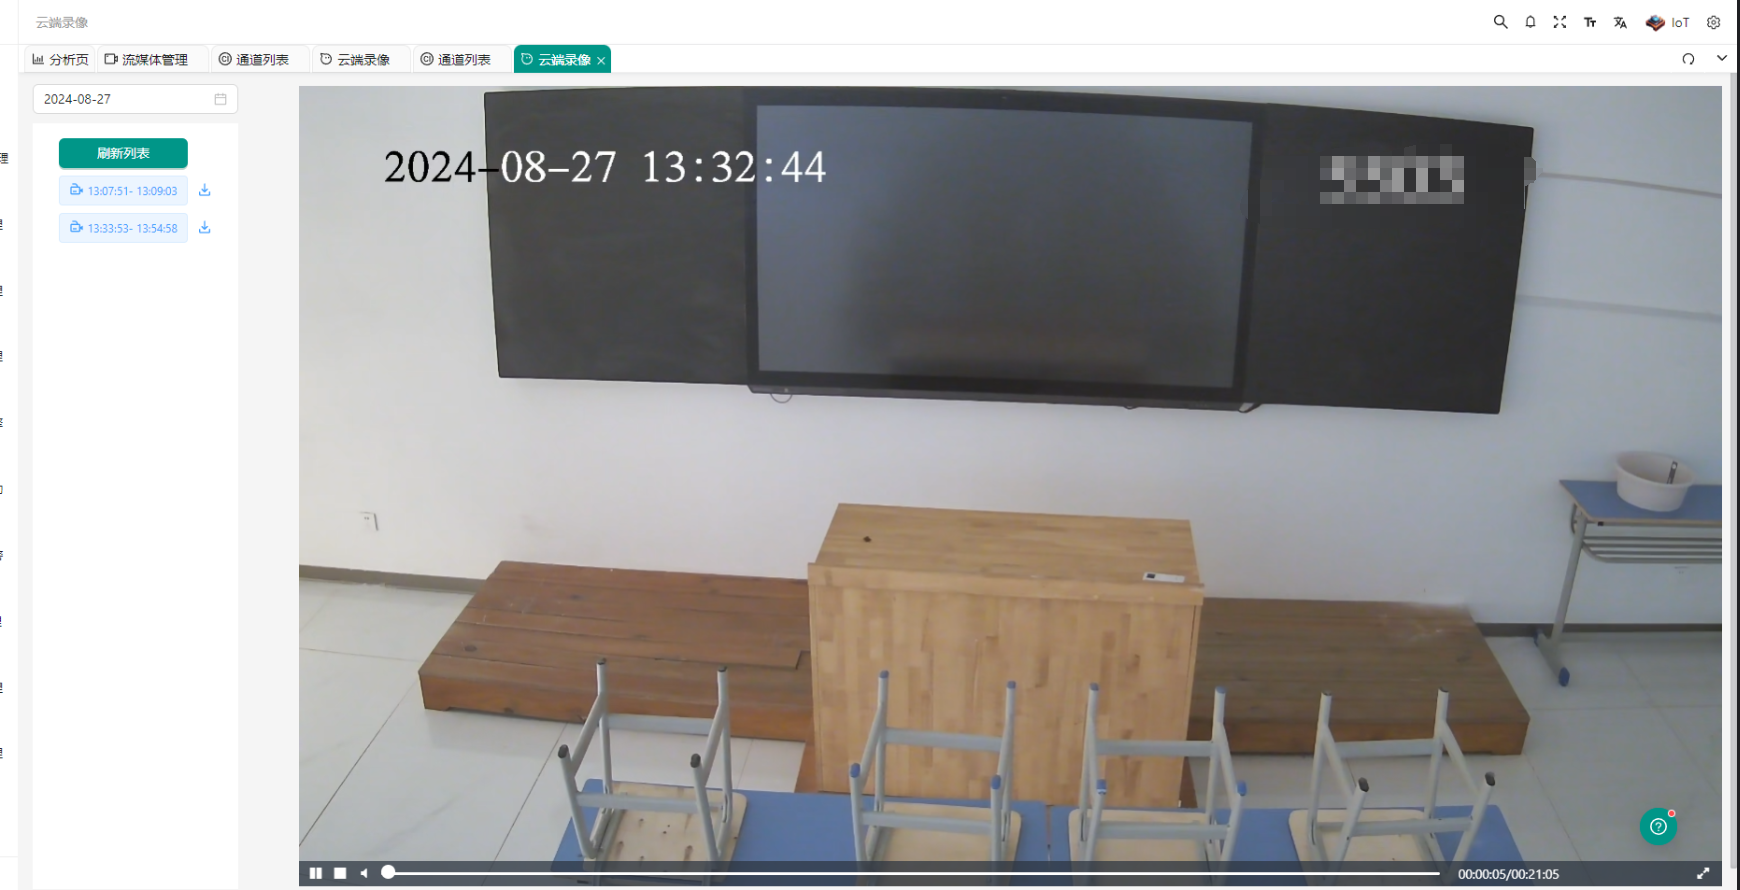 云端录像
IoT
分析页
流媒体管理
通道列表
云端录像
通道列表
云端录像
2024-08-27
刷新列表
13:07:51- 13:09:03
13:33:53- 13:54:58
2024-08-27 13:32:44
00:00:05/00:21:05